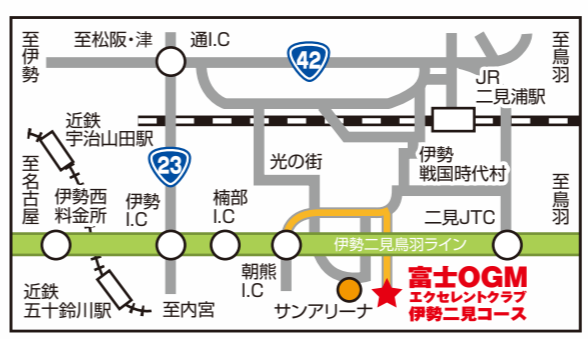 至伊勢
至松阪・津
通I.C
42
至鳥羽
JR
二見浦駅
近鉄
宇治山田駅
23
光の街
伊勢
戦国時代村
至名古屋
伊勢西
料金所
伊勢
I.C
楠部
I.C
二見JTC
至鳥羽
伊勢二見鳥羽ライン
朝熊
I.C
近鉄
五十鈴川駅
至内宮
サンアリーナ
富士OGM
エクセレントクラブ
伊勢二見コース